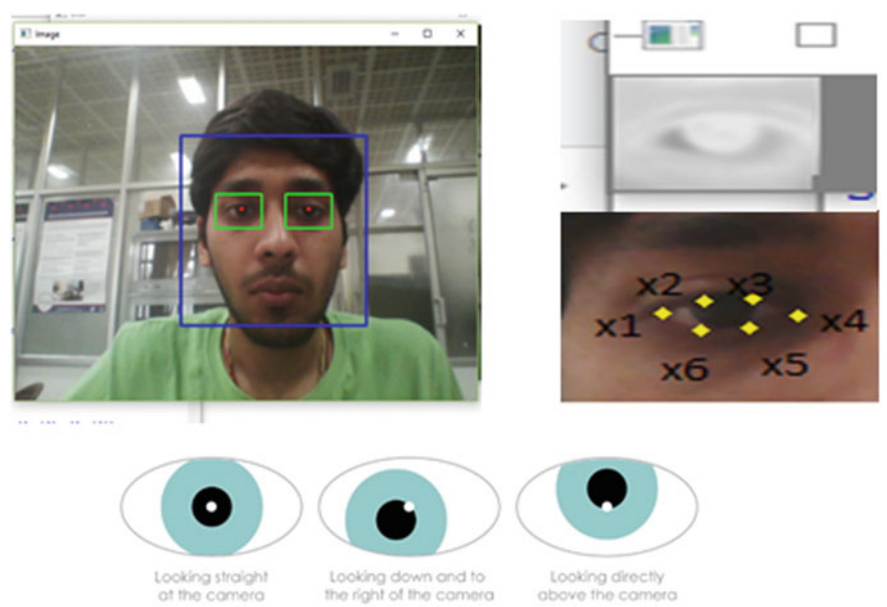 Image
x2
x3
x1
x4
x6
x5
Looking straight
at the camera
Looking down and to
the right of the camera
Looking directly
above the camera